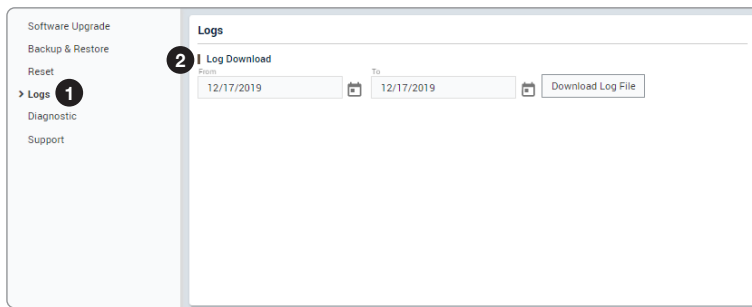 Software Upgrade
Backup & Restore
Reset
> Logs 1
Diagnostic
Support
Logs
2 Log Download
From To
12/17/2019 12/17/2019 Download Log File